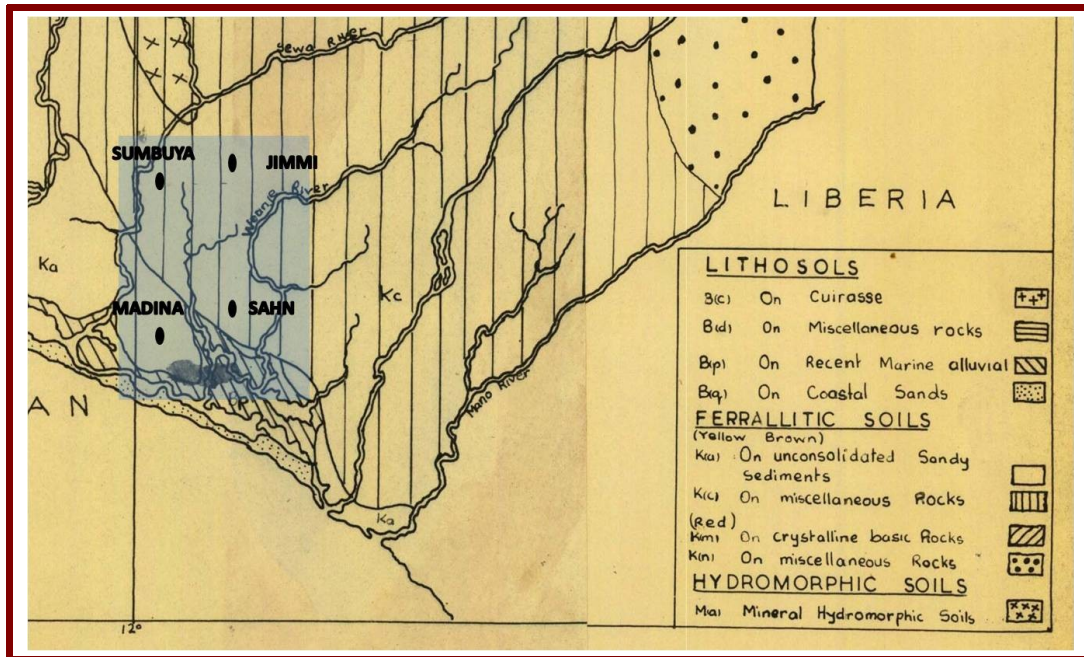 Jewa River
SUMBUYA
JIMMI
Waanje River
LIBERIA
Ka
Kc
MADINA
SAHN
Mano River
AN
Ka
12°
LITHOSOLS
B(c) On Cuirasse
B(d) On Miscellaneous rocks
B(p) On Recent Marine alluvial
B(q) On Coastal Sands
FERRALLITIC SOILS
(Yellow Brown)
K(a) On unconsolidated Sandy
sediments
K(c) On miscellaneous Rocks
(Red)
K(m) On crystalline basic Rocks
K(n) On miscellaneous Rocks
HYDROMORPHIC SOILS
M(a) Mineral Hydromorphic Soils